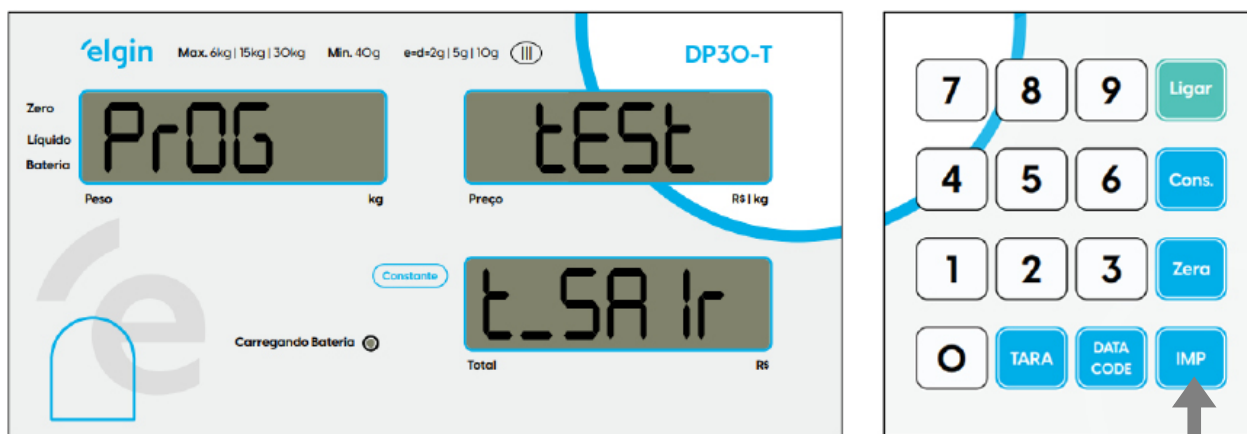 elgin Max. 6kg | 15kg | 30kg Min. 40g e=d=2g | 5g | 10g III DP30-T
Zero
Líquido
Bateria
PrOG
tESt
Peso kg
Preço R$ | kg
Constante
t_SAIr
Carregando Bateria
Total R$
7 8 9 Ligar
4 5 6 Cons.
1 2 3 Zera
0 TARA DATA CODE IMP